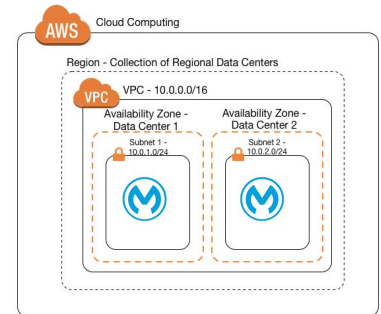 AWS
Cloud Computing
Region - Collection of Regional Data Centers
VPC
VPC - 10.0.0.0/16
Availability Zone -
Data Center 1
Availability Zone -
Data Center 2
Subnet 1 -
10.0.1.0/24
Subnet 2 -
10.0.2.0/24